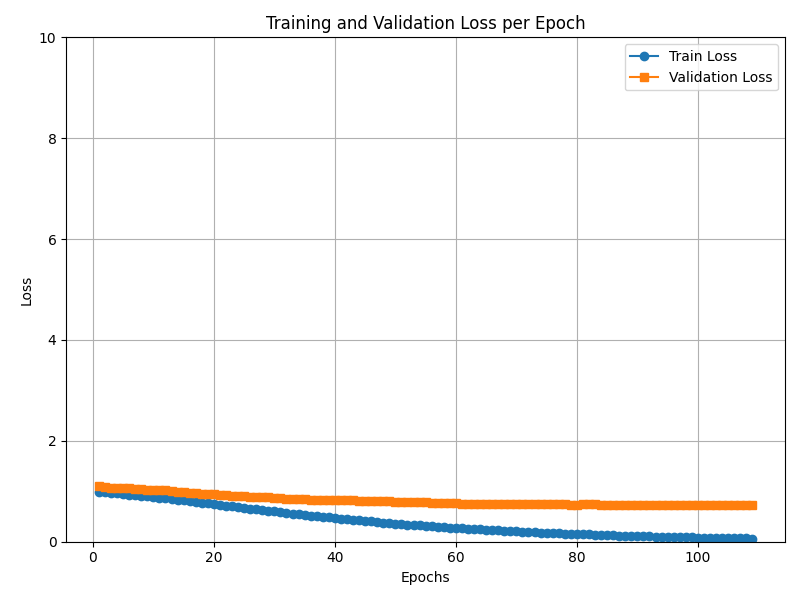 Training and Validation Loss per Epoch
10
8
6
4
2
0
Loss
Train Loss
Validation Loss
0 20 40 60 80 100
Epochs